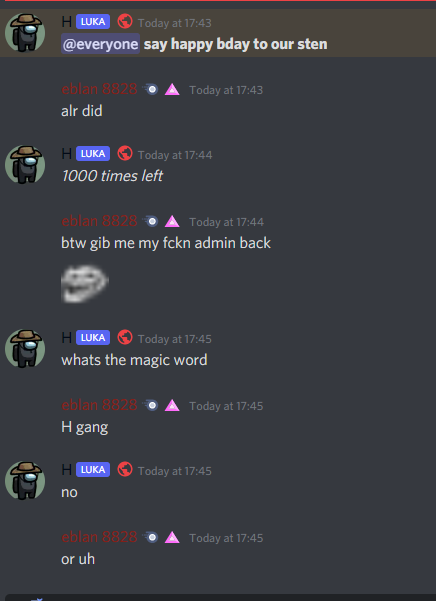 H LUKA Today at 17:43
@everyone say happy bday to our sten
eblan 8828 Today at 17:43
alr did
H LUKA Today at 17:44
1000 times left
eblan 8828 Today at 17:44
btw gib me my fckn admin back
H LUKA Today at 17:45
whats the magic word
eblan 8828 Today at 17:45
H gang
H LUKA Today at 17:45
no
eblan 8828 Today at 17:45
or uh